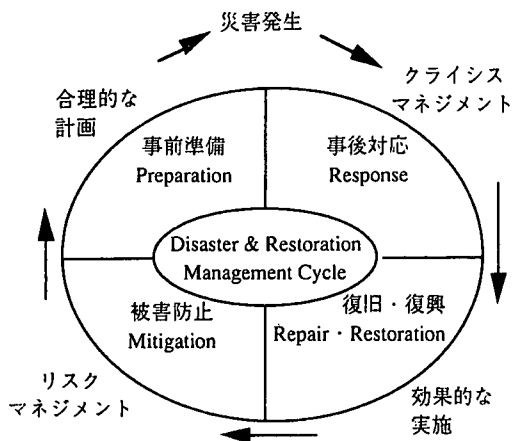 災害発生
クライシス
マネジメント
合理的な
計画
事前準備
Preparation
事後対応
Response
Disaster & Restoration
Management Cycle
被害防止
Mitigation
復旧・復興
Repair・Restoration
リスク
マネジメント
効果的な
実施